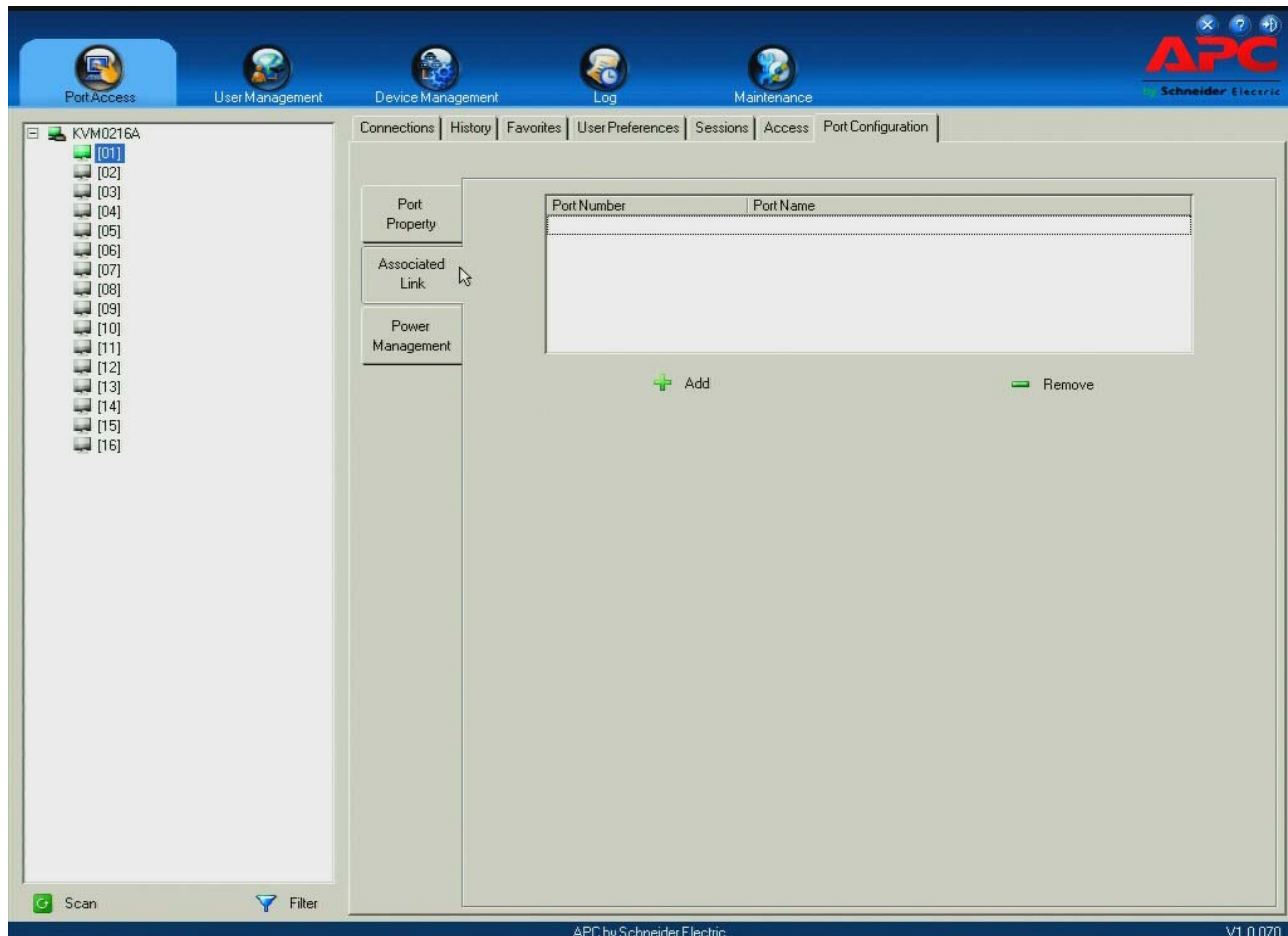 APC
by Schneider Electric
PortAccess
User Management
Device Management
Log
Maintenance
KVM0216A
[01]
[02]
[03]
[04]
[05]
[06]
[07]
[08]
[09]
[10]
[11]
[12]
[13]
[14]
[15]
[16]
Scan
Filter
Connections
History
Favorites
User Preferences
Sessions
Access
Port Configuration
Port
Property
Associated
Link
Power
Management
Port Number
Port Name
Add
Remove
APC by Schneider Electric
V1.0.070